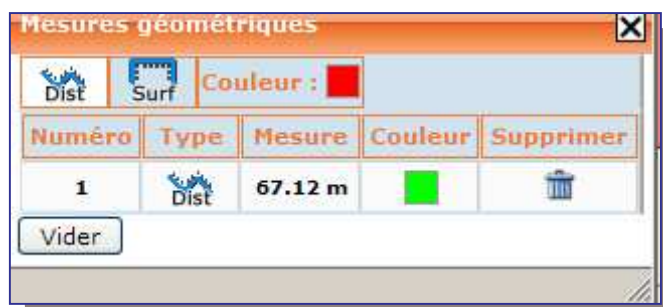 Mesures géométriques
Dist Surf Couleur :
Numéro Type Mesure Couleur Supprimer
1 Dist 67.12 m
Vider